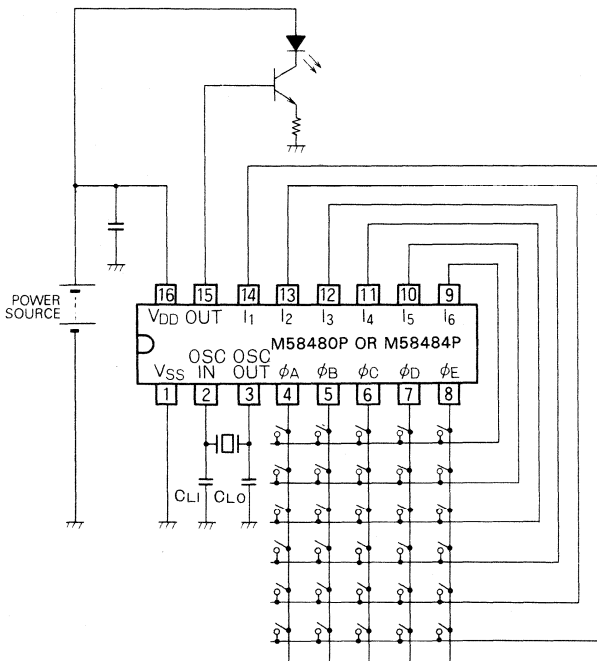 POWER
SOURCE
16 15 14 13 12 11 10 9
VDD OUT I1 I2 I3 I4 I5 I6
M58480P OR M58484P
VSS OSC IN OSC OUT ϕA ϕB ϕC ϕD ϕE
1 2 3 4 5 6 7 8
CLI CLO